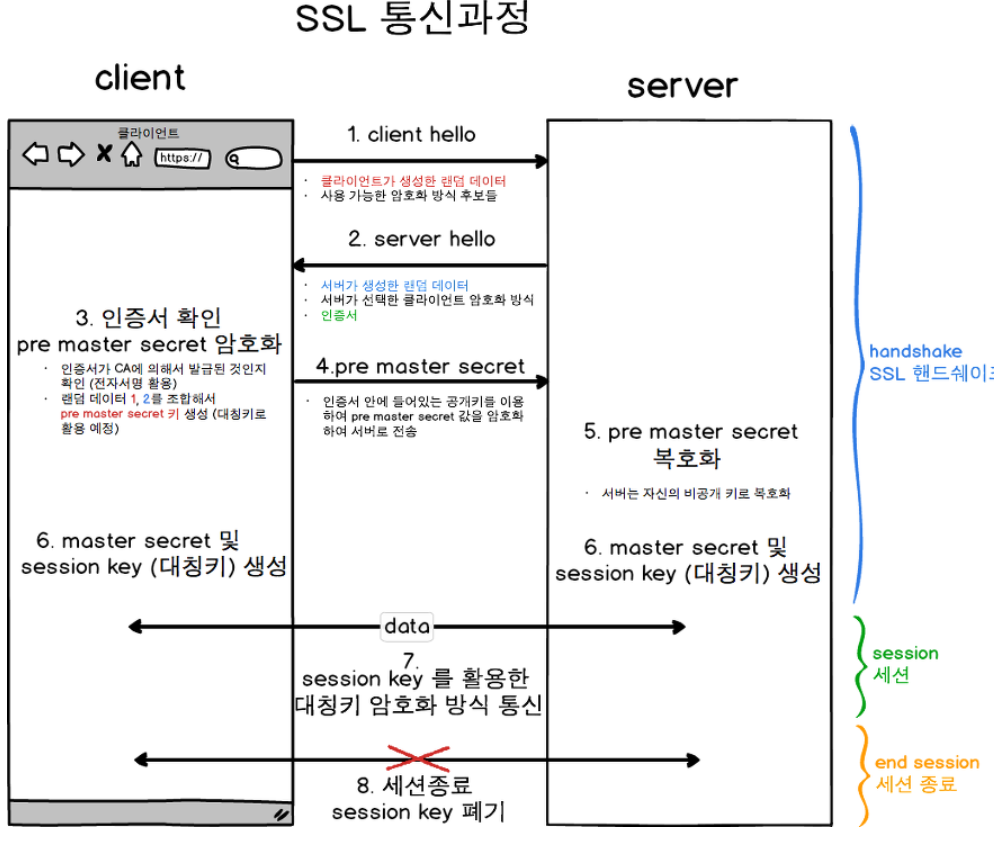 SSL 통신과정
client
server
클라이언트
https://
1. client hello
· 클라이언트가 생성한 랜덤 데이터
· 사용 가능한 암호화 방식 후보들
2. server hello
· 서버가 생성한 랜덤 데이터
· 서버가 선택한 클라이언트 암호화 방식
· 인증서
3. 인증서 확인
pre master secret 암호화
· 인증서가 CA에 의해서 발급된 것인지
확인 (전자서명 활용)
· 랜덤 데이터 1, 2를 조합해서
pre master secret 키 생성 (대칭키로
활용 예정)
4.pre master secret
· 인증서 안에 들어있는 공개키를 이용
하여 pre master secret 값을 암호화
하여 서버로 전송
5. pre master secret
복호화
· 서버는 자신의 비공개 키로 복호화
6. master secret 및
session key (대칭키) 생성
6. master secret 및
session key (대칭키) 생성
handshake
SSL 핸드쉐이크
data
7.
session key 를 활용한
대칭키 암호화 방식 통신
session
세션
8. 세션종료
session key 폐기
end session
세션 종료